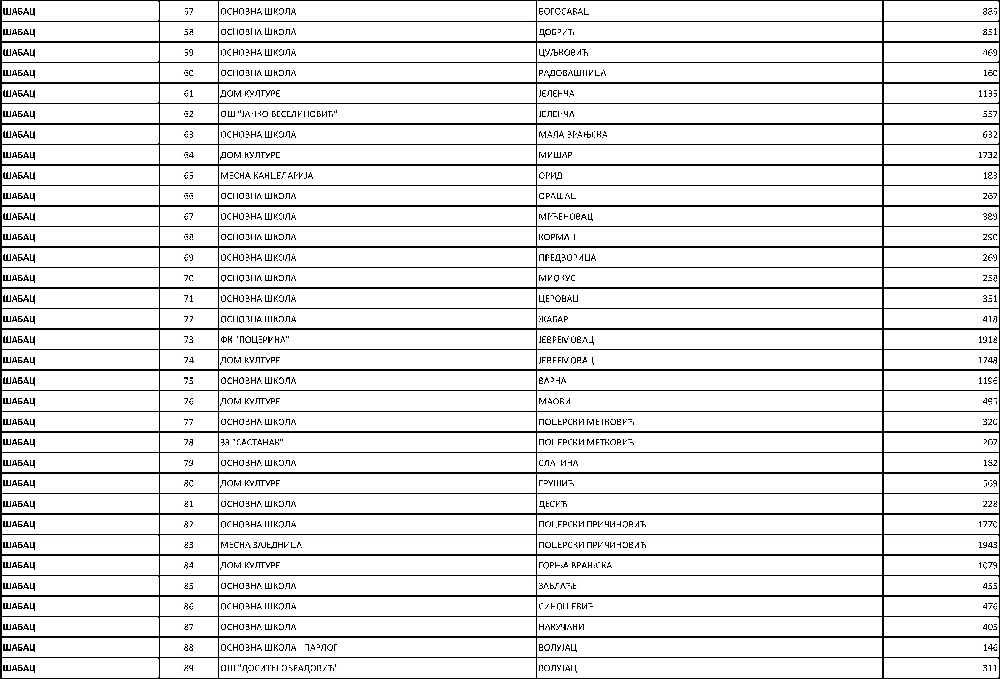 ШАБАЦ 57 ОСНОВНА ШКОЛА БОГОСАВАЦ 885
ШАБАЦ 58 ОСНОВНА ШКОЛА ДОБРИЋ 851
ШАБАЦ 59 ОСНОВНА ШКОЛА ЦУЉКОВИЋ 469
ШАБАЦ 60 ОСНОВНА ШКОЛА РАДОВАШНИЦА 160
ШАБАЦ 61 ДОМ КУЛТУРЕ ЈЕЛЕНЧА 1135
ШАБАЦ 62 ОШ "ЈАНКО ВЕСЕЛИНОВИЋ" ЈЕЛЕНЧА 557
ШАБАЦ 63 ОСНОВНА ШКОЛА МАЛА ВРАЊСКА 632
ШАБАЦ 64 ДОМ КУЛТУРЕ МИШАР 1732
ШАБАЦ 65 МЕСНА КАНЦЕЛАРИЈА ОРИД 183
ШАБАЦ 66 ОСНОВНА ШКОЛА ОРАШАЦ 267
ШАБАЦ 67 ОСНОВНА ШКОЛА МРЂЕНОВАЦ 389
ШАБАЦ 68 ОСНОВНА ШКОЛА КОРМАН 290
ШАБАЦ 69 ОСНОВНА ШКОЛА ПРЕДВОРИЦА 269
ШАБАЦ 70 ОСНОВНА ШКОЛА МИОКУС 258
ШАБАЦ 71 ОСНОВНА ШКОЛА ЦЕРОВАЦ 351
ШАБАЦ 72 ОСНОВНА ШКОЛА ЖАБАР 418
ШАБАЦ 73 ФК "ПОЦЕРИНА" ЈЕВРЕМОВАЦ 1918
ШАБАЦ 74 ДОМ КУЛТУРЕ ЈЕВРЕМОВАЦ 1248
ШАБАЦ 75 ОСНОВНА ШКОЛА ВАРНА 1196
ШАБАЦ 76 ДОМ КУЛТУРЕ МАОВИ 495
ШАБАЦ 77 ОСНОВНА ШКОЛА ПОЦЕРСКИ МЕТКОВИЋ 320
ШАБАЦ 78 ЗЗ "САСТАНАК" ПОЦЕРСКИ МЕТКОВИЋ 207
ШАБАЦ 79 ОСНОВНА ШКОЛА СЛАТИНА 182
ШАБАЦ 80 ДОМ КУЛТУРЕ ГРУШИЋ 569
ШАБАЦ 81 ОСНОВНА ШКОЛА ДЕСИЋ 228
ШАБАЦ 82 ОСНОВНА ШКОЛА ПОЦЕРСКИ ПРИЧИНОВИЋ 1770
ШАБАЦ 83 МЕСНА ЗАЈЕДНИЦА ПОЦЕРСКИ ПРИЧИНОВИЋ 1943
ШАБАЦ 84 ДОМ КУЛТУРЕ ГОРЊА ВРАЊСКА 1079
ШАБАЦ 85 ОСНОВНА ШКОЛА ЗАБЛАЋЕ 455
ШАБАЦ 86 ОСНОВНА ШКОЛА СИНОШЕВИЋ 476
ШАБАЦ 87 ОСНОВНА ШКОЛА НАКУЧАНИ 405
ШАБАЦ 88 ОСНОВНА ШКОЛА - ПАРЛОГ ВОЛУЈАЦ 146
ШАБАЦ 89 ОШ "ДОСИТЕЈ ОБРАДОВИЋ" ВОЛУЈАЦ 311